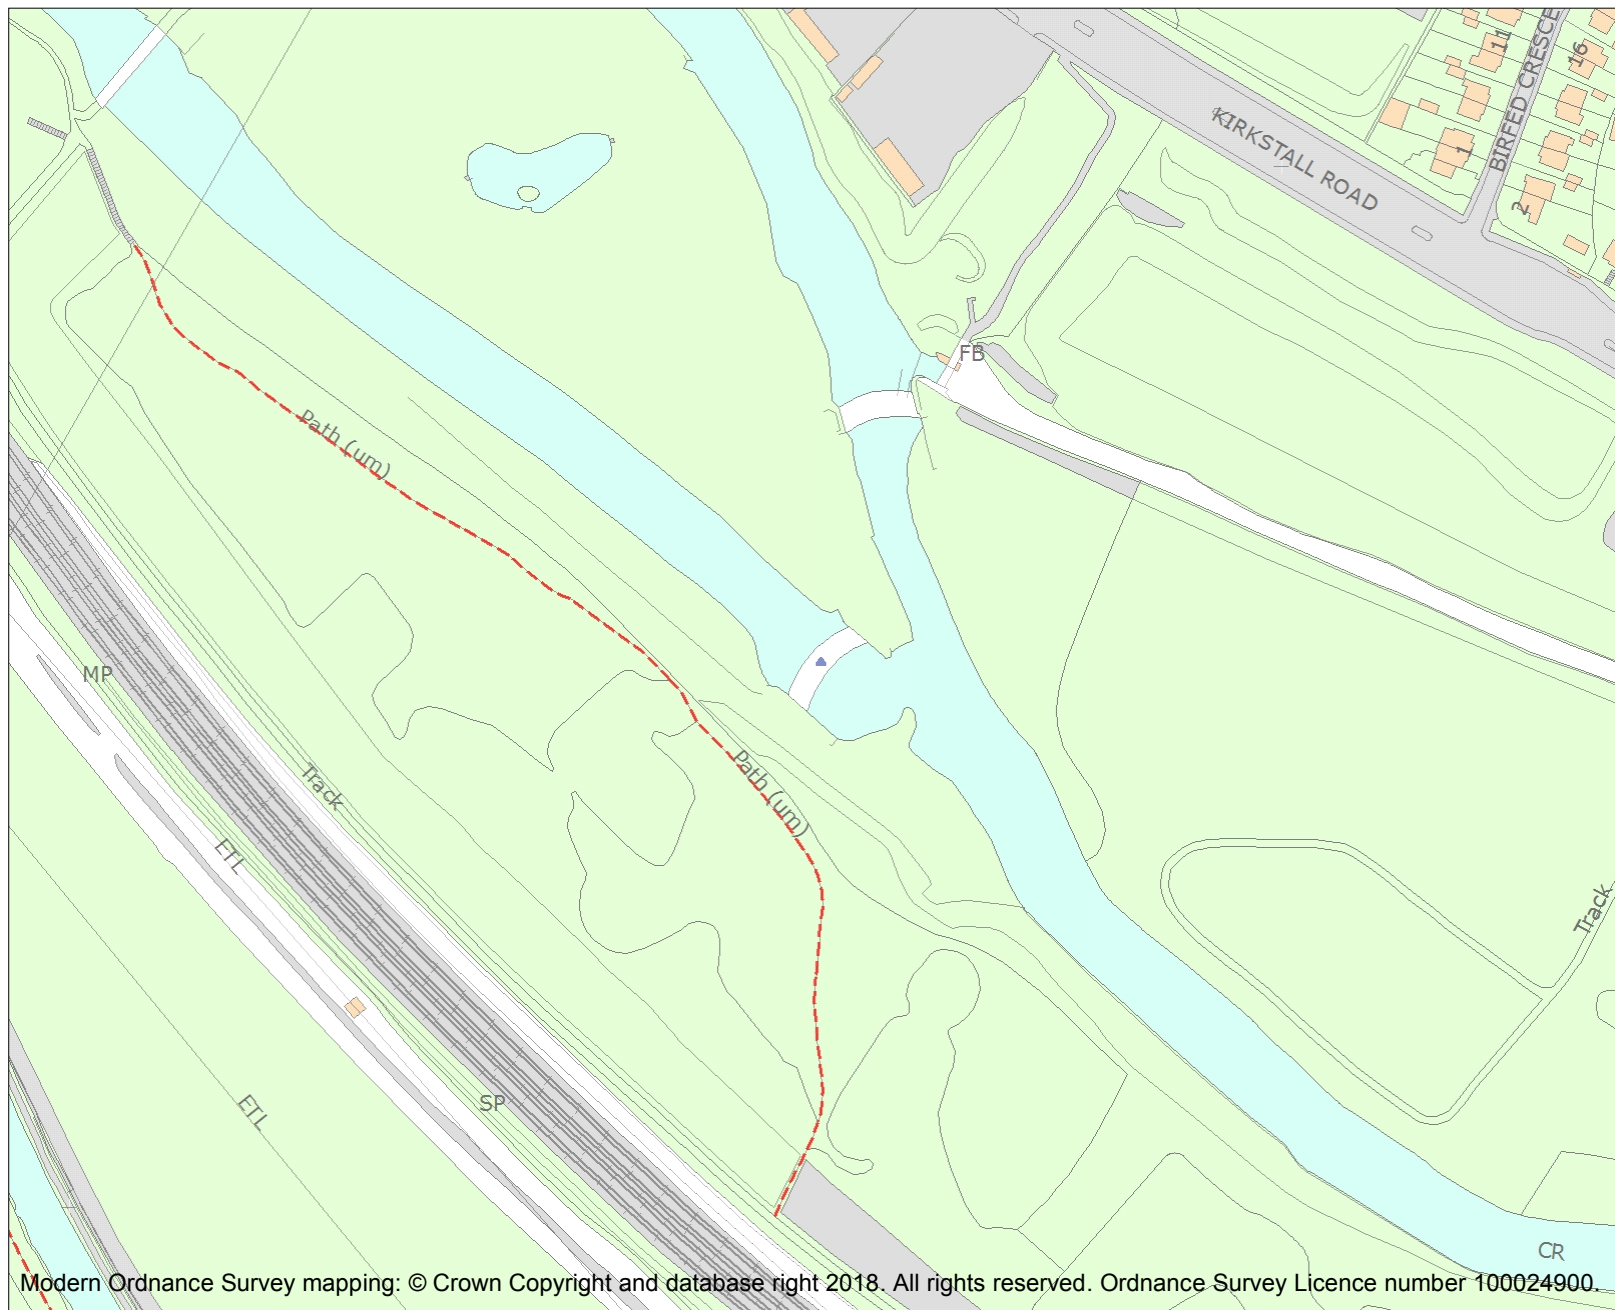 11
16
BIRFED CRESCE
KIRKSTALL ROAD
1
2
FB
Path (um)
MP
Track
Path (um)
ETL
Track
SP
ETL
CR
Modern Ordnance Survey mapping: © Crown Copyright and database right 2018. All rights reserved. Ordnance Survey Licence number 100024900.